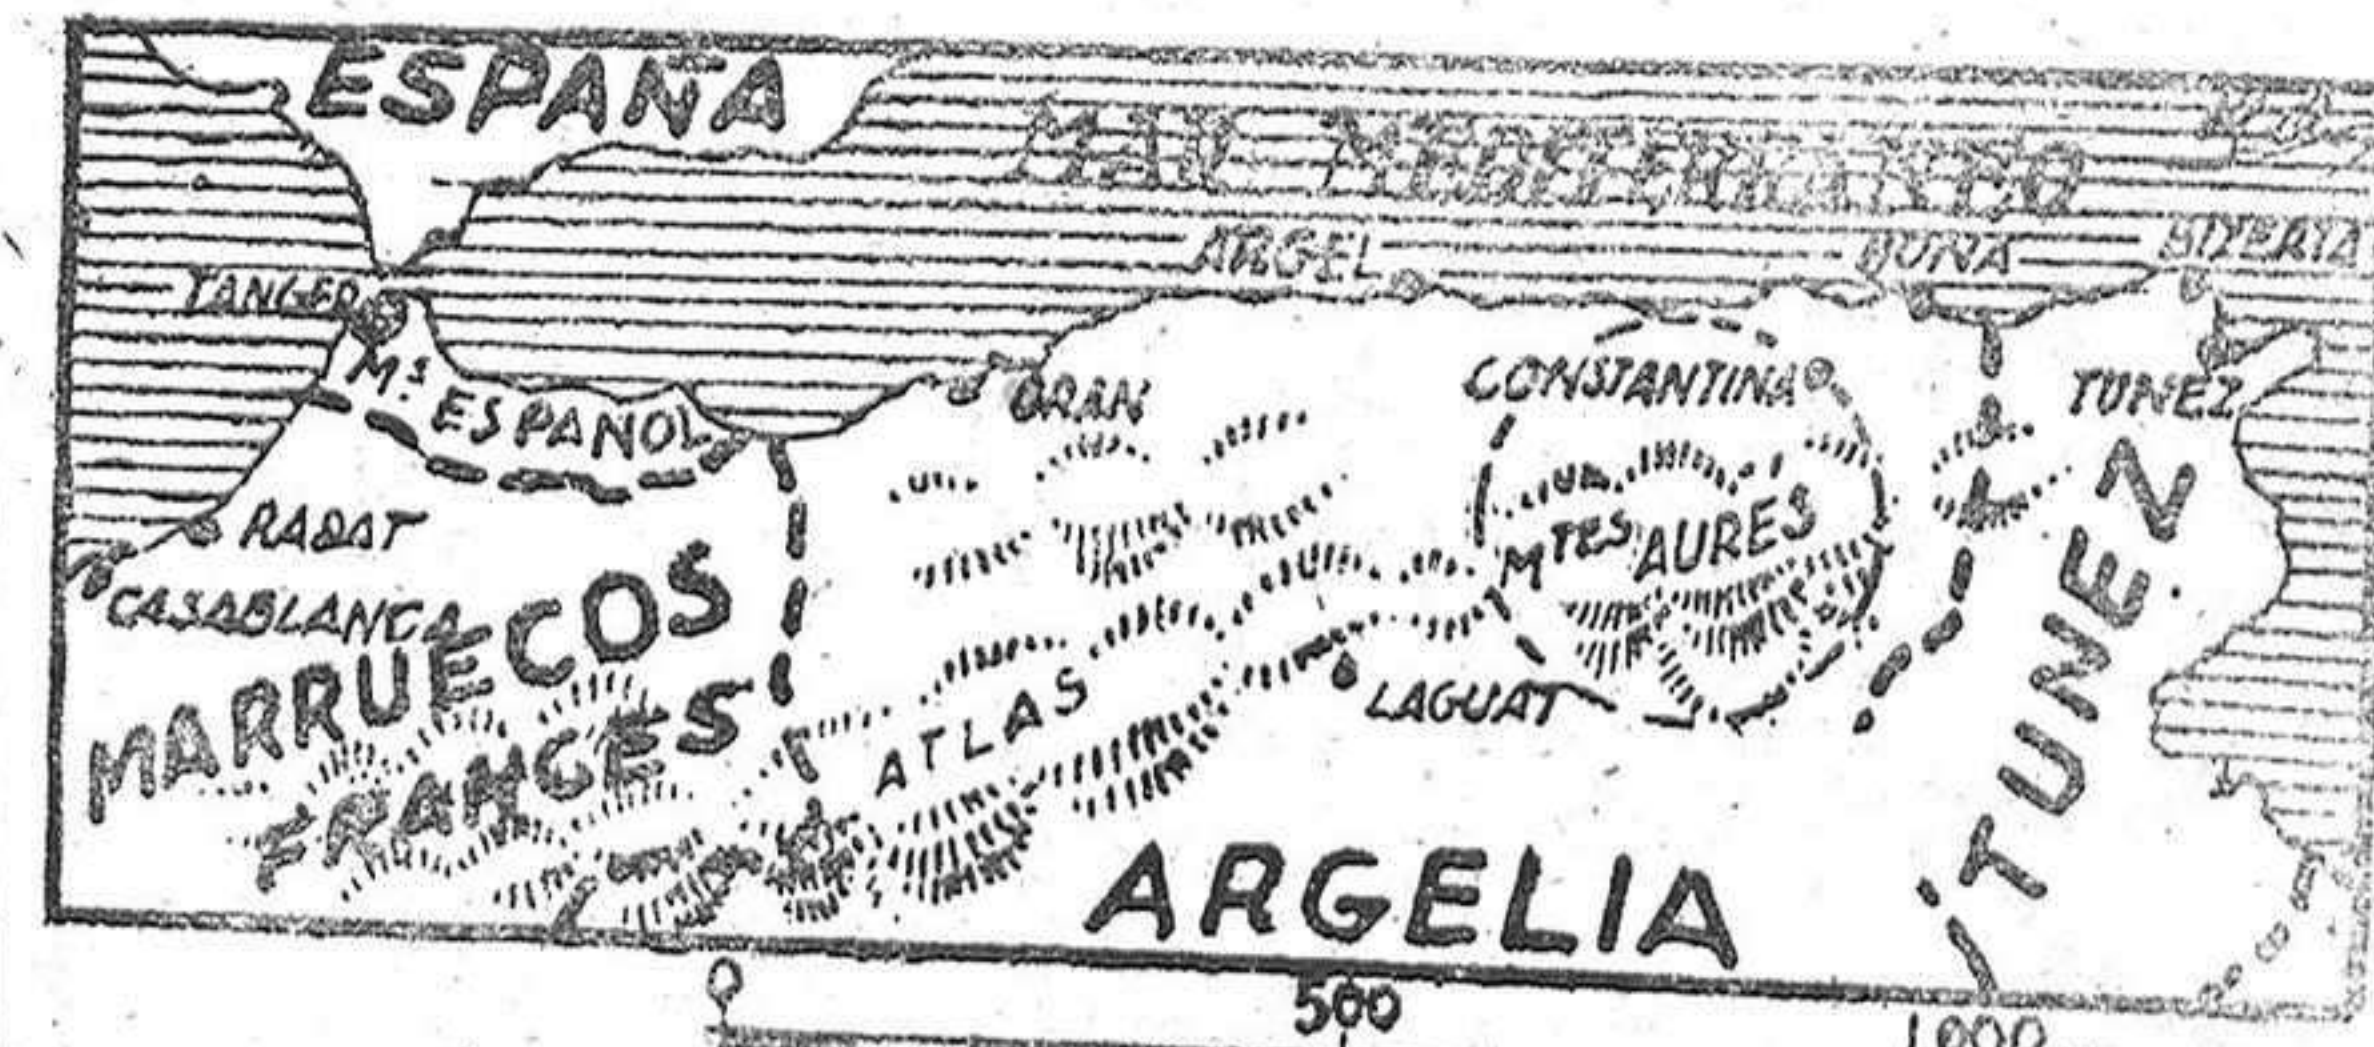 ESPAÑA
MAR MEDITERRANEO
ARGEL
BONA
BIZERTA
TANGER
Mˢ ESPAÑOL
ORAN
CONSTANTINA
TUNEZ
RABAT
Mᵀᴱˢ AURES
CASABLANCA
MARRUECOS
FRANCES
LAGUAT
ATLAS
TUNEZ
ARGELIA
0 500 1000